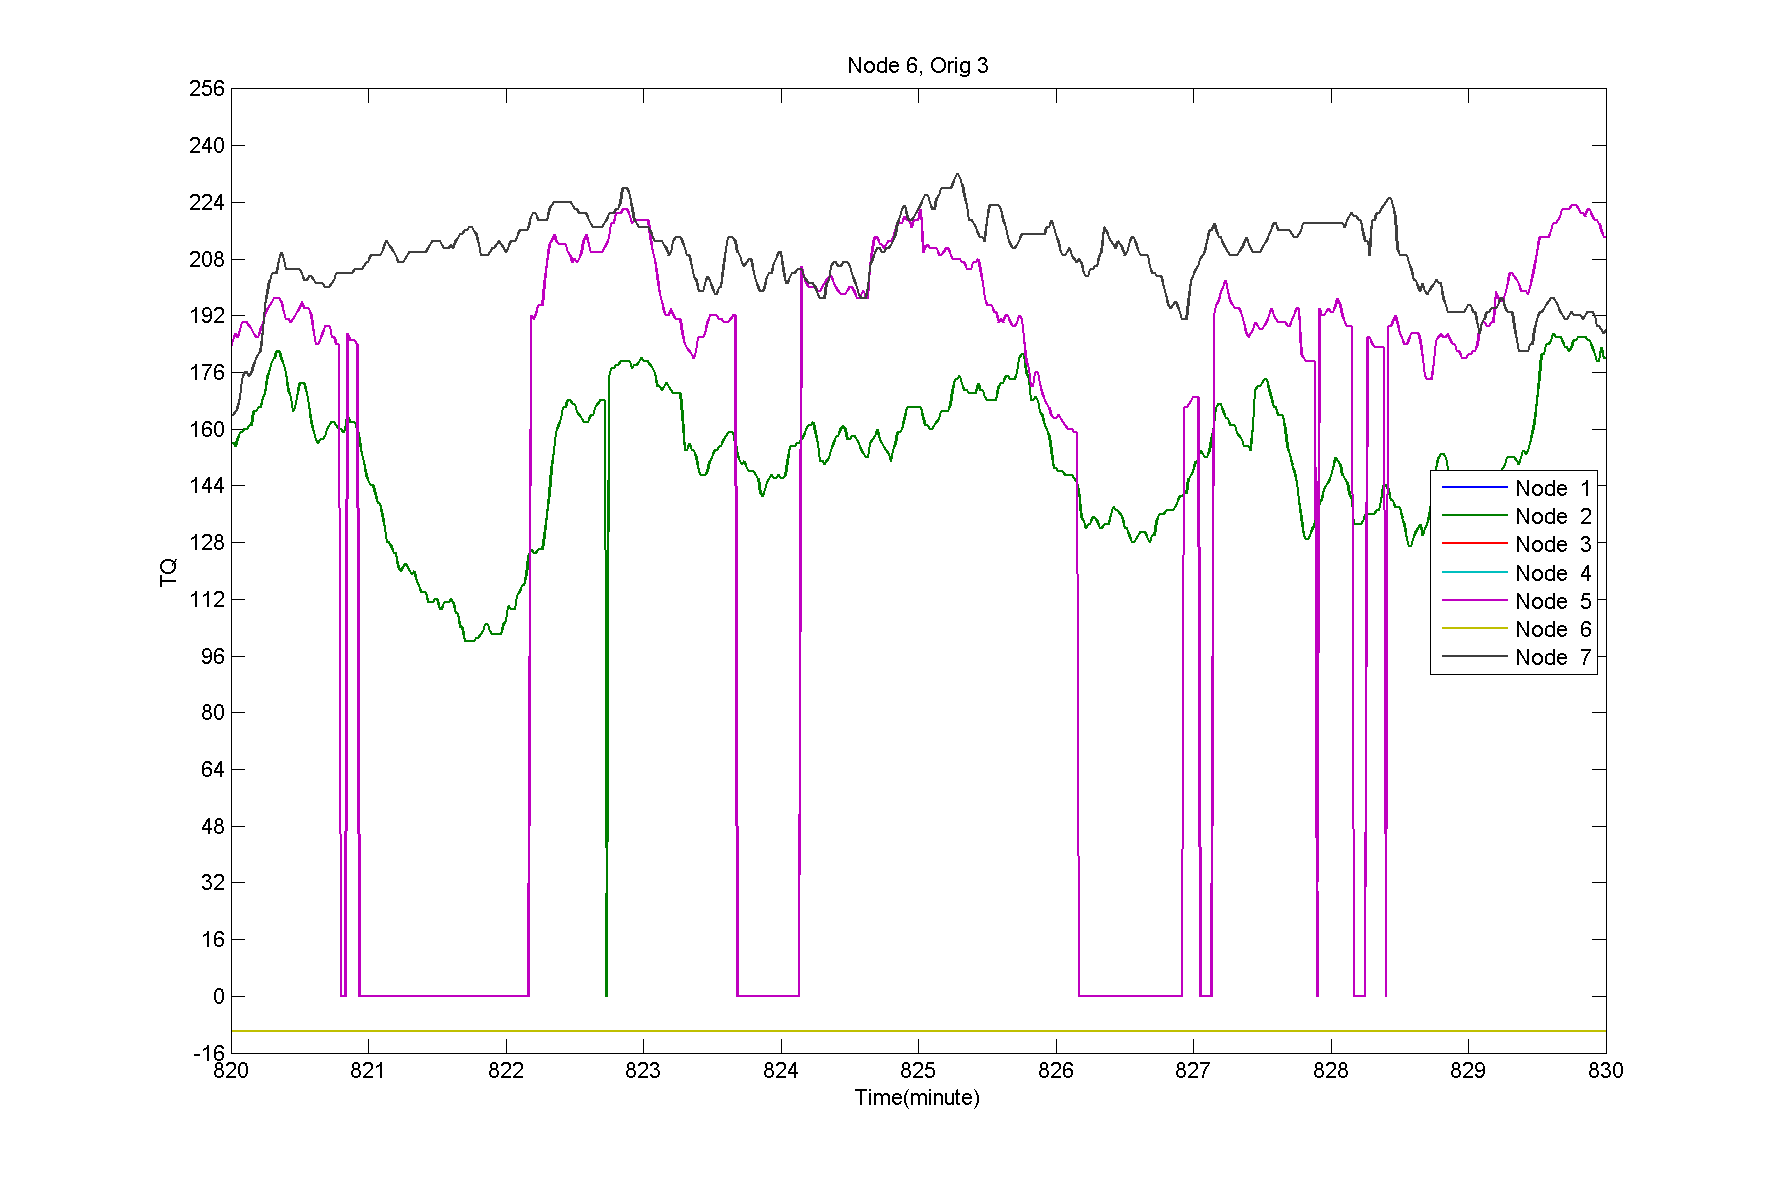 Node 6, Orig 3
256
240
224
208
192
176
160
144
128
112
96
80
64
48
32
16
0
-16
TQ
Node 1
Node 2
Node 3
Node 4
Node 5
Node 6
Node 7
820 821 822 823 824 825 826 827 828 829 830
Time(minute)